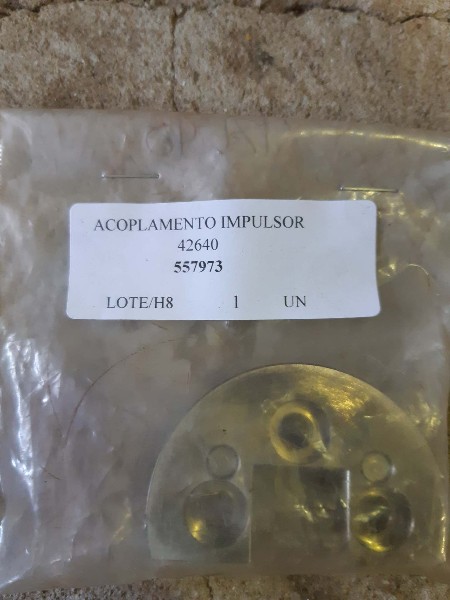 ACOPLAMENTO IMPULSOR
42640
557973
LOTE/H8 1 UN